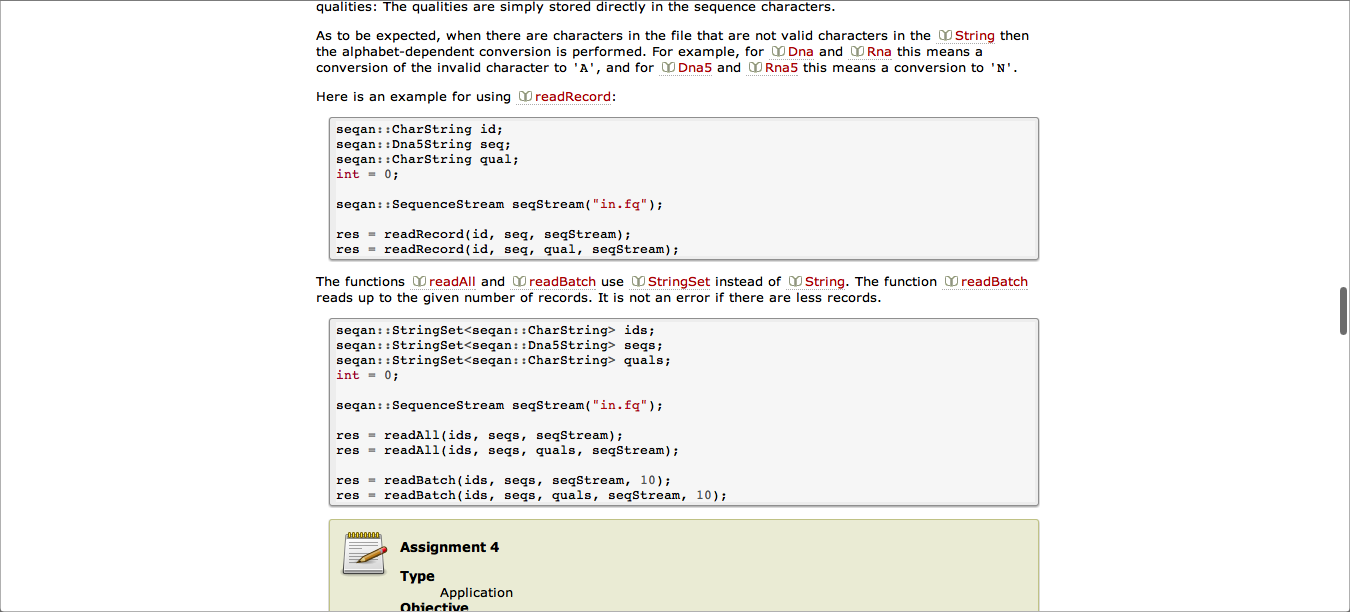 qualities: The qualities are simply stored directly in the sequence characters.
As to be expected, when there are characters in the file that are not valid characters in the String then
the alphabet-dependent conversion is performed. For example, for Dna and Rna this means a
conversion of the invalid character to 'A', and for Dna5 and Rna5 this means a conversion to 'N'.
Here is an example for using readRecord:
seqan::CharString id;
seqan::Dna5String seq;
seqan::CharString qual;
int = 0;
seqan::SequenceStream seqStream("in.fq");
res = readRecord(id, seq, seqStream);
res = readRecord(id, seq, qual, seqStream);
The functions readAll and readBatch use StringSet instead of String. The function readBatch
reads up to the given number of records. It is not an error if there are less records.
seqan::StringSet<seqan::CharString> ids;
seqan::StringSet<seqan::Dna5String> seqs;
seqan::StringSet<seqan::CharString> quals;
int = 0;
seqan::SequenceStream seqStream("in.fq");
res = readAll(ids, seqs, seqStream);
res = readAll(ids, seqs, quals, seqStream);
res = readBatch(ids, seqs, seqStream, 10);
res = readBatch(ids, seqs, quals, seqStream, 10);
Assignment 4
Type
Application
Objective